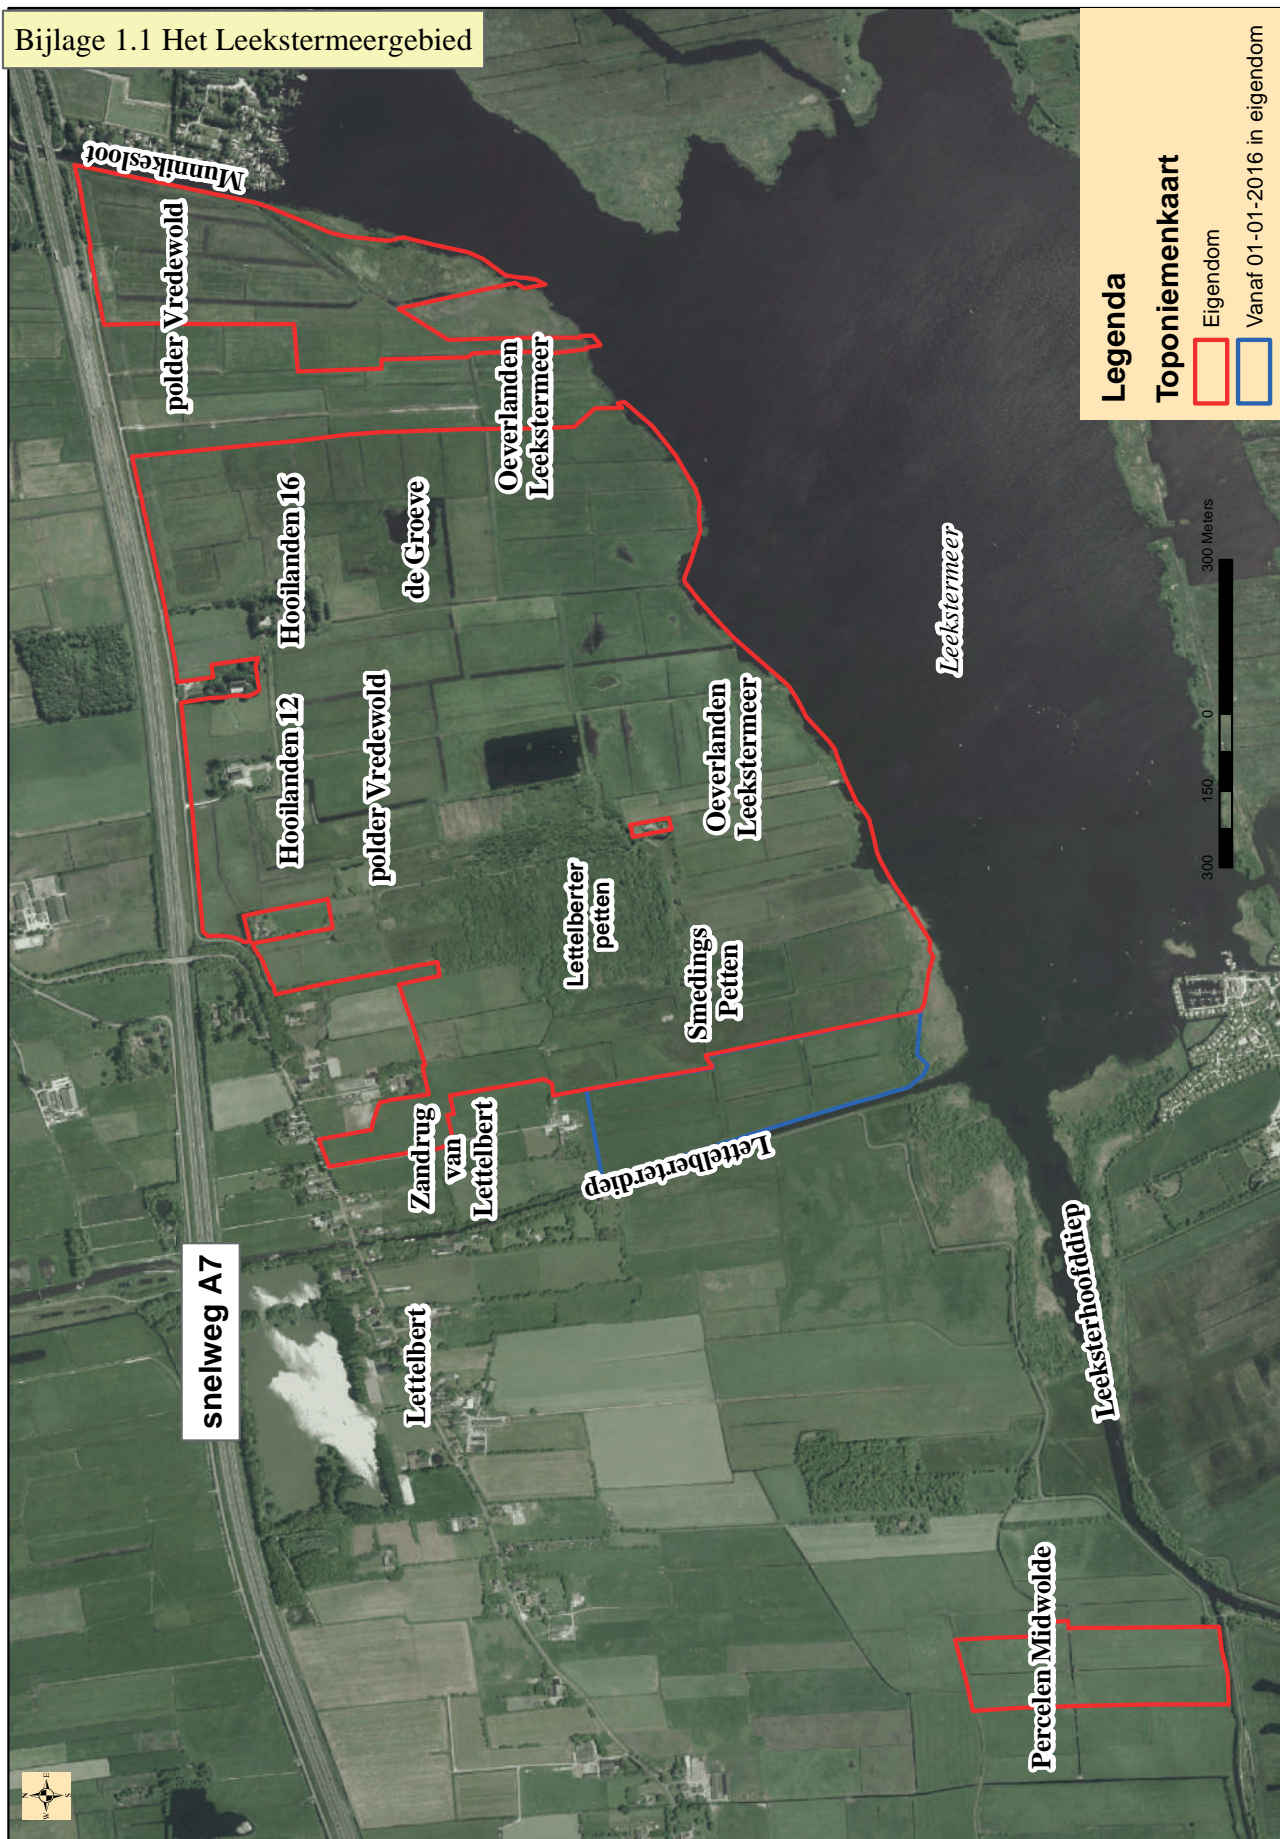 Bijlage 1.1 Het Leekstermeergebied
Munnikesloot
polder Vredewold
Oeverlanden
Leekstermeer
Hooilanden 16
de Groeve
Hooilanden 12
polder Vredewold
Oeverlanden
Leekstermeer
Leekstermeer
Lettelberter
petten
Smedings
Petten
Zandrug
van
Lettelbert
Lettelberterdiep
snelweg A7
Lettelbert
Leeksterhoofddiep
Percelen Midwolde
Legenda
Toponiemenkaart
Eigendom
Vanaf 01-01-2016 in eigendom
300 150 0 300 Meters
N
W E
S